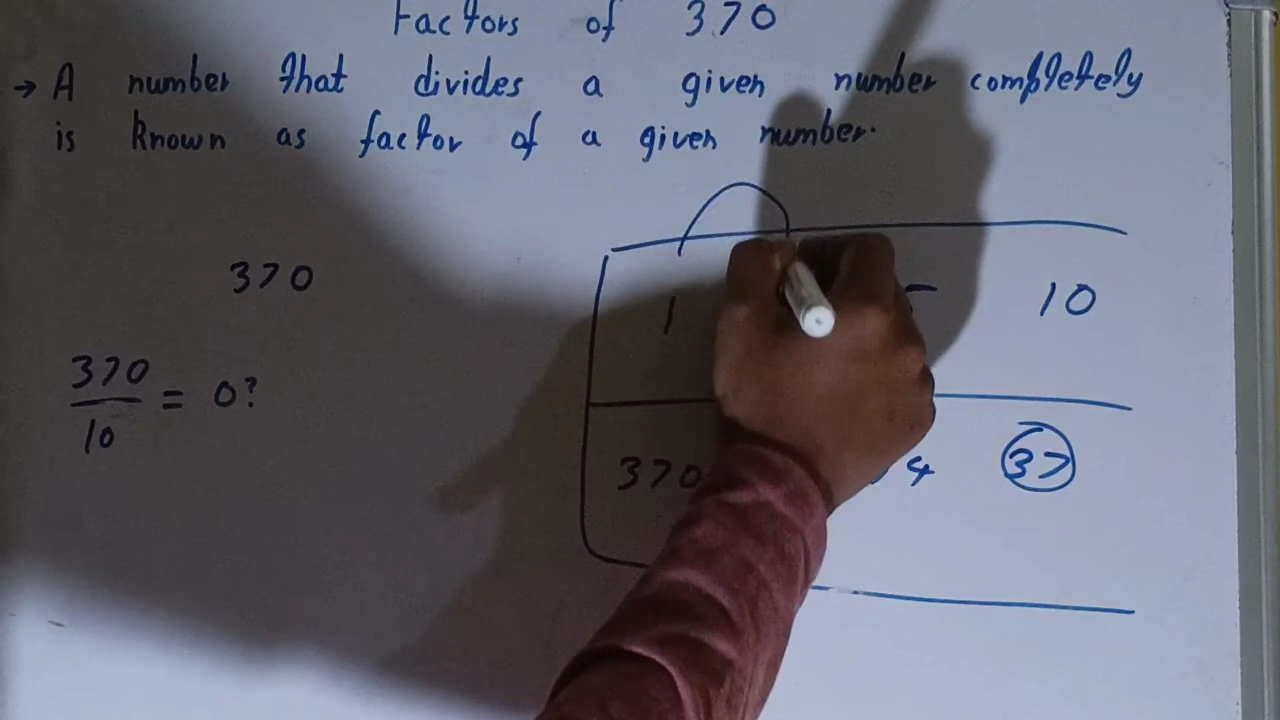 Factors of 370
→ A number that divides a given number completely
is known as factor of a given number.
370
370
10
= 0?
1 10
370 4 37